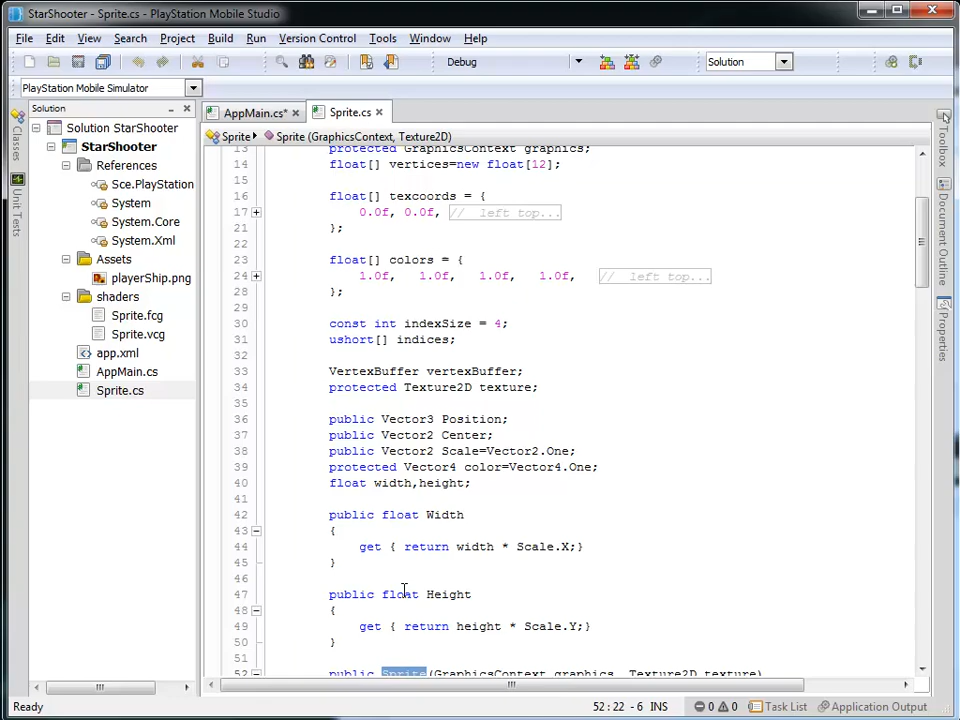 StarShooter - Sprite.cs - PlayStation Mobile Studio
File Edit View Search Project Build Run Version Control Tools Window Help
Debug Solution
PlayStation Mobile Simulator
Solution
AppMain.cs* Sprite.cs
Sprite Sprite (GraphicsContext, Texture2D)
Classes
Unit Tests
Solution StarShooter
StarShooter
References
Sce.PlayStation
System
System.Core
System.Xml
Assets
playerShip.png
shaders
Sprite.fcg
Sprite.vcg
app.xml
AppMain.cs
Sprite.cs
13 protected GraphicsContext graphics;
14 float[] vertices=new float[12];
15
16 float[] texcoords = {
17 0.0f, 0.0f, // left top...
21 };
22
23 float[] colors = {
24 1.0f, 1.0f, 1.0f, 1.0f, // left top...
28 };
29
30 const int indexSize = 4;
31 ushort[] indices;
32
33 VertexBuffer vertexBuffer;
34 protected Texture2D texture;
35
36 public Vector3 Position;
37 public Vector2 Center;
38 public Vector2 Scale=Vector2.One;
39 protected Vector4 color=Vector4.One;
40 float width,height;
41
42 public float Width
43 {
44 get { return width * Scale.X;}
45 }
46
47 public float Height
48 {
49 get { return height * Scale.Y;}
50 }
51
52 public Sprite(GraphicsContext graphics, Texture2D texture)
Toolbox
Document Outline
Properties
Ready 52 : 22 - 6 INS 0 0 Task List Application Output